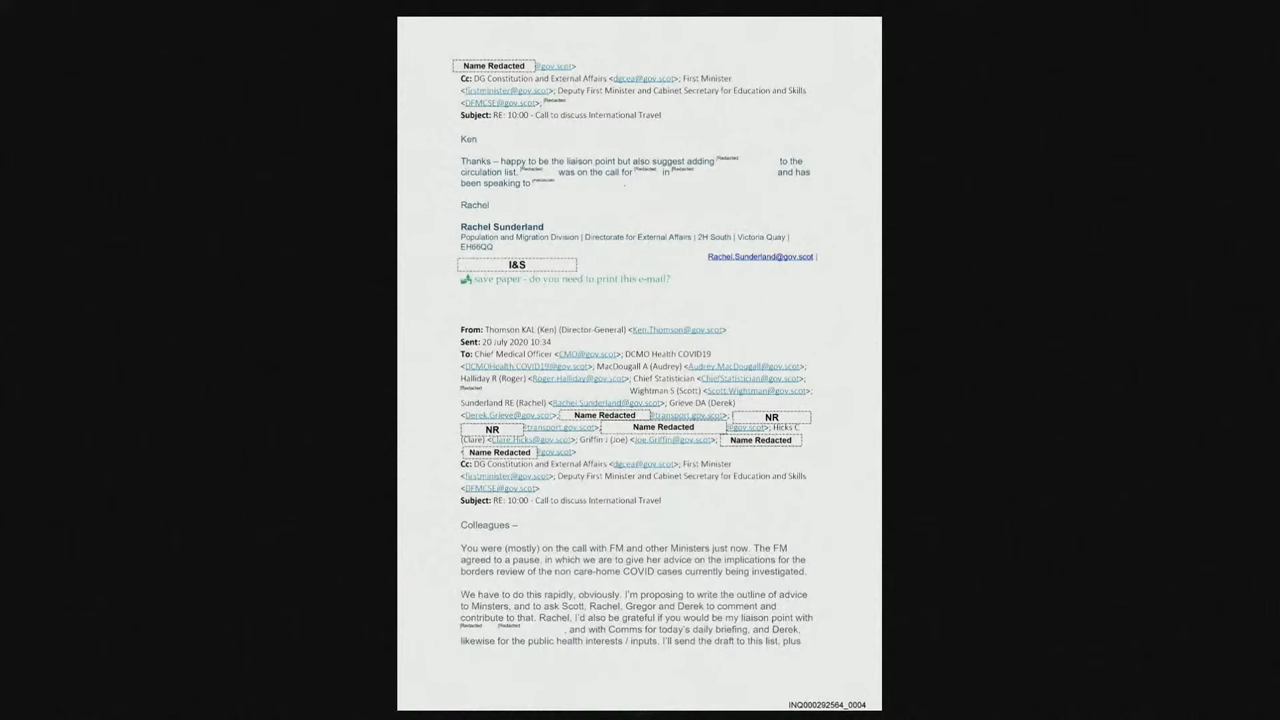 Name Redacted @gov.scot>
Cc: DG Constitution and External Affairs <dgcea@gov.scot>; First Minister
<firstminister@gov.scot>; Deputy First Minister and Cabinet Secretary for Education and Skills
<DFMCSE@gov.scot>; Redacted
Subject: RE: 10:00 - Call to discuss International Travel
Ken
Thanks – happy to be the liaison point but also suggest adding Redacted to the
circulation list. Redacted was on the call for Redacted in Redacted and has
been speaking to Redacted .
Rachel
Rachel Sunderland
Population and Migration Division | Directorate for External Affairs | 2H South | Victoria Quay |
EH66QQ
Rachel.Sunderland@gov.scot |
I&S
save paper - do you need to print this e-mail?
From: Thomson KAL (Ken) (Director-General) <Ken.Thomson@gov.scot>
Sent: 20 July 2020 10:34
To: Chief Medical Officer <CMO@gov.scot>; DCMO Health COVID19
<DCMOHealth.COVID19@gov.scot>; MacDougall A (Audrey) <Audrey.MacDougall@gov.scot>;
Halliday R (Roger) <Roger.Halliday@gov.scot>; Chief Statistician <ChiefStatistician@gov.scot>;
Redacted Wightman S (Scott) <Scott.Wightman@gov.scot>;
Sunderland RE (Rachel) <Rachel.Sunderland@gov.scot>; Grieve DA (Derek)
<Derek.Grieve@gov.scot>; Name Redacted @transport.gov.scot>; NR
NR @transport.gov.scot>; Name Redacted @gov.scot>; Hicks C
(Clare) <Clare.Hicks@gov.scot>; Griffin J (Joe) <Joe.Griffin@gov.scot>; Name Redacted
< Name Redacted @gov.scot>
Cc: DG Constitution and External Affairs <dgcea@gov.scot>; First Minister
<firstminister@gov.scot>; Deputy First Minister and Cabinet Secretary for Education and Skills
<DFMCSE@gov.scot>
Subject: RE: 10:00 - Call to discuss International Travel
Colleagues –
You were (mostly) on the call with FM and other Ministers just now. The FM
agreed to a pause, in which we are to give her advice on the implications for the
borders review of the non care-home COVID cases currently being investigated.
We have to do this rapidly, obviously. I'm proposing to write the outline of advice
to Minsters, and to ask Scott, Rachel, Gregor and Derek to comment and
contribute to that. Rachel, I'd also be grateful if you would be my liaison point with
Redacted Redacted , and with Comms for today's daily briefing, and Derek,
likewise for the public health interests / inputs. I'll send the draft to this list, plus
INQ000292564_0004